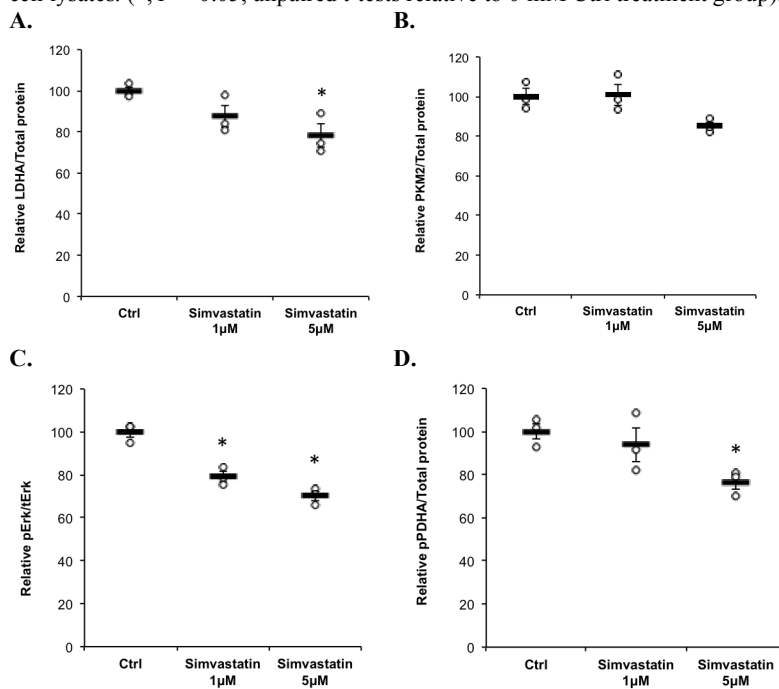 cell lysates. 0.05, unpaired t-tests relative to 0 mM Ctrl treatment group)
A.
Relative LDHA/Total protein
120
100
80
60
40
20
0
*
Ctrl
Simvastatin
1μM
Simvastatin
5μM
B.
Relative PKM2/Total protein
120
100
80
60
40
20
0
Ctrl
Simvastatin
1μM
Simvastatin
5μM
C.
Relative pErk/tErk
120
100
80
60
40
20
0
*
*
Ctrl
Simvastatin
1μM
Simvastatin
5μM
D.
Relative pPDHA/Total protein
120
100
80
60
40
20
0
*
Ctrl
Simvastatin
1μM
Simvastatin
5μM